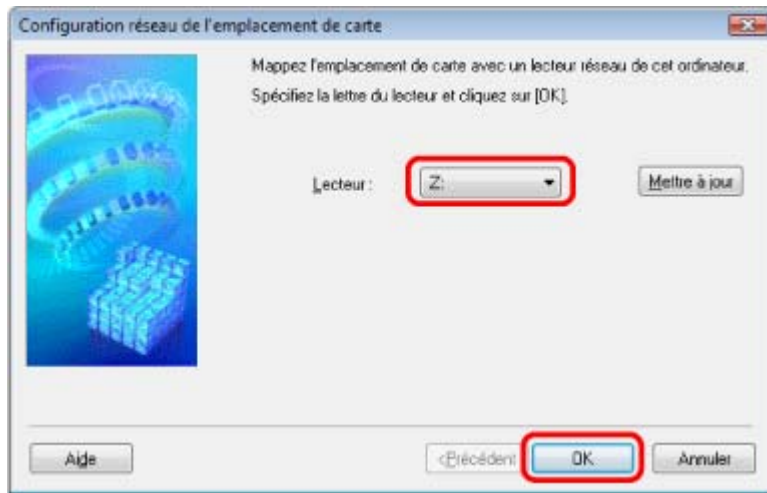 Configuration réseau de l'emplacement de carte
Mappez l'emplacement de carte avec un lecteur réseau de cet ordinateur.
Spécifiez la lettre du lecteur et cliquez sur [OK].
Lecteur : Z: Mettre à jour
Aide <Précédent OK Annuler